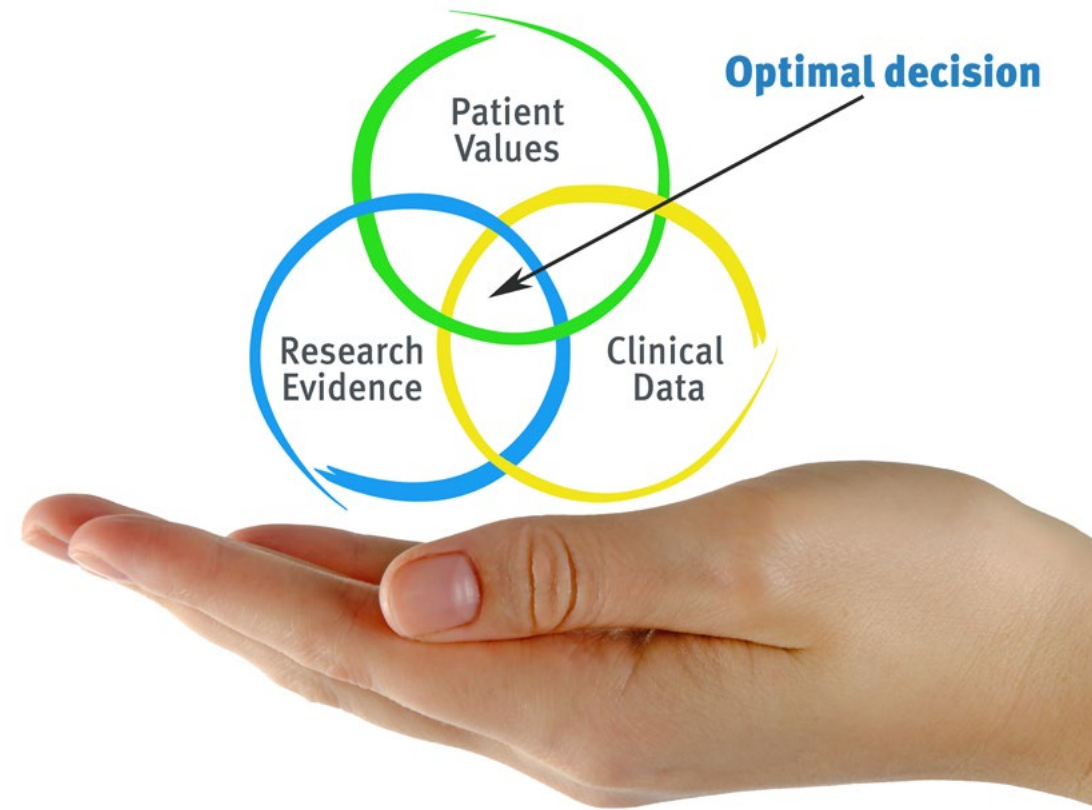 Optimal decision
Patient
Values
Research
Evidence
Clinical
Data